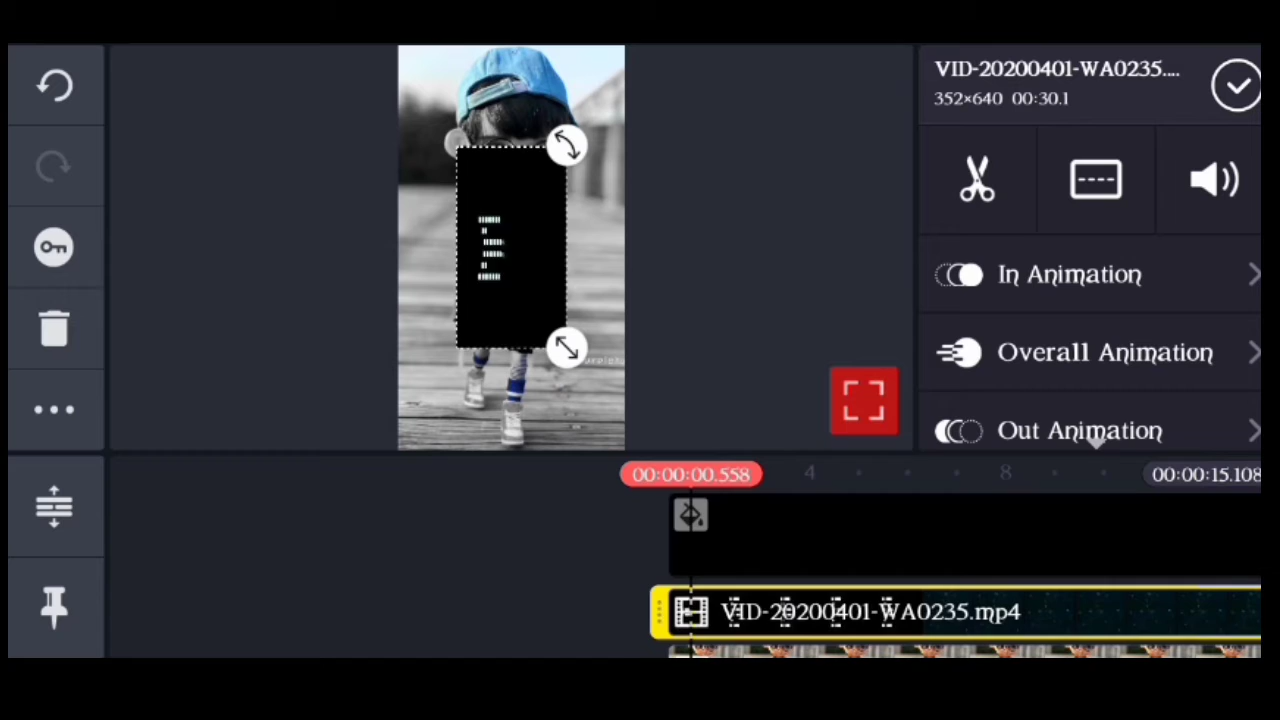 VID-20200401-WA0235....
352×640 00:30.1
In Animation
Overall Animation
Out Animation
00:00:00.558
4
8
00:00:15.108
VID-20200401-WA0235.mp4